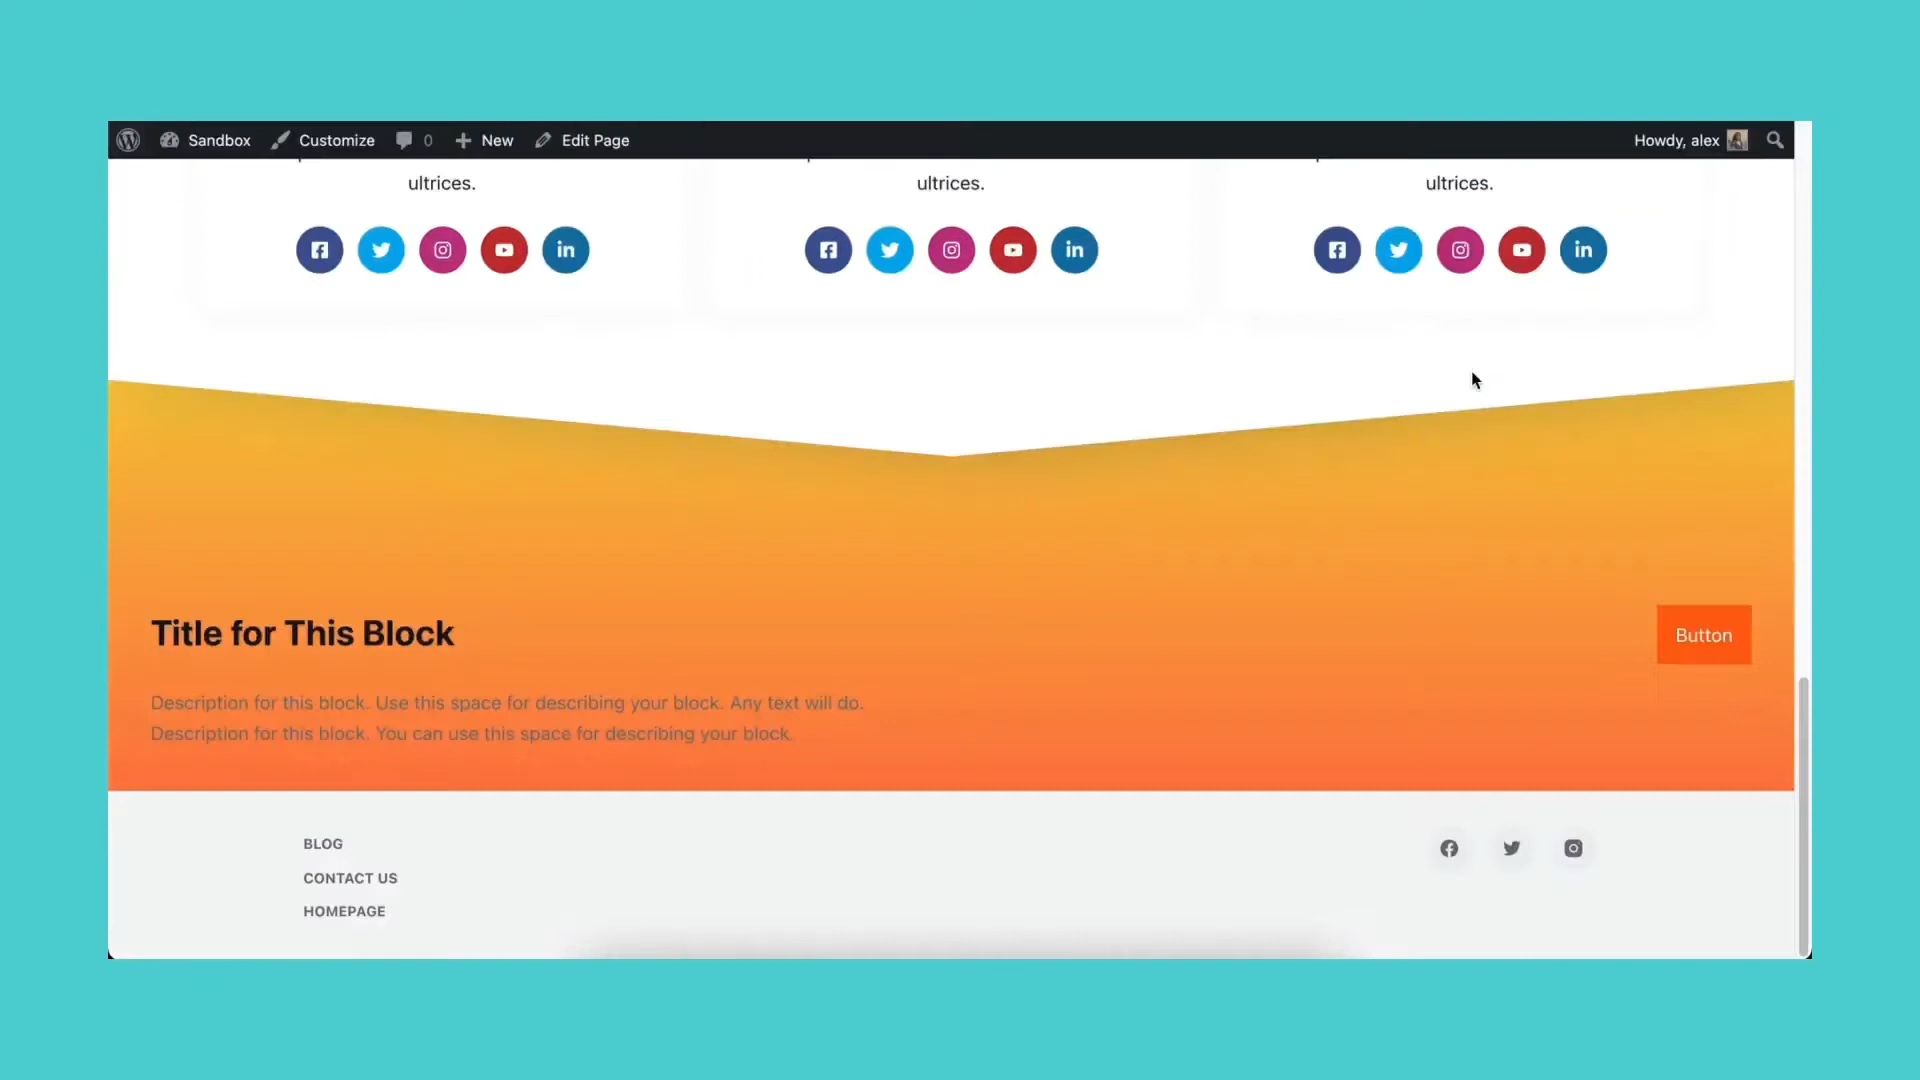 Sandbox Customize 0 New Edit Page Howdy, alex
ultrices. ultrices. ultrices.
Title for This Block
Button
Description for this block. Use this space for describing your block. Any text will do.
Description for this block. You can use this space for describing your block.
BLOG
CONTACT US
HOMEPAGE